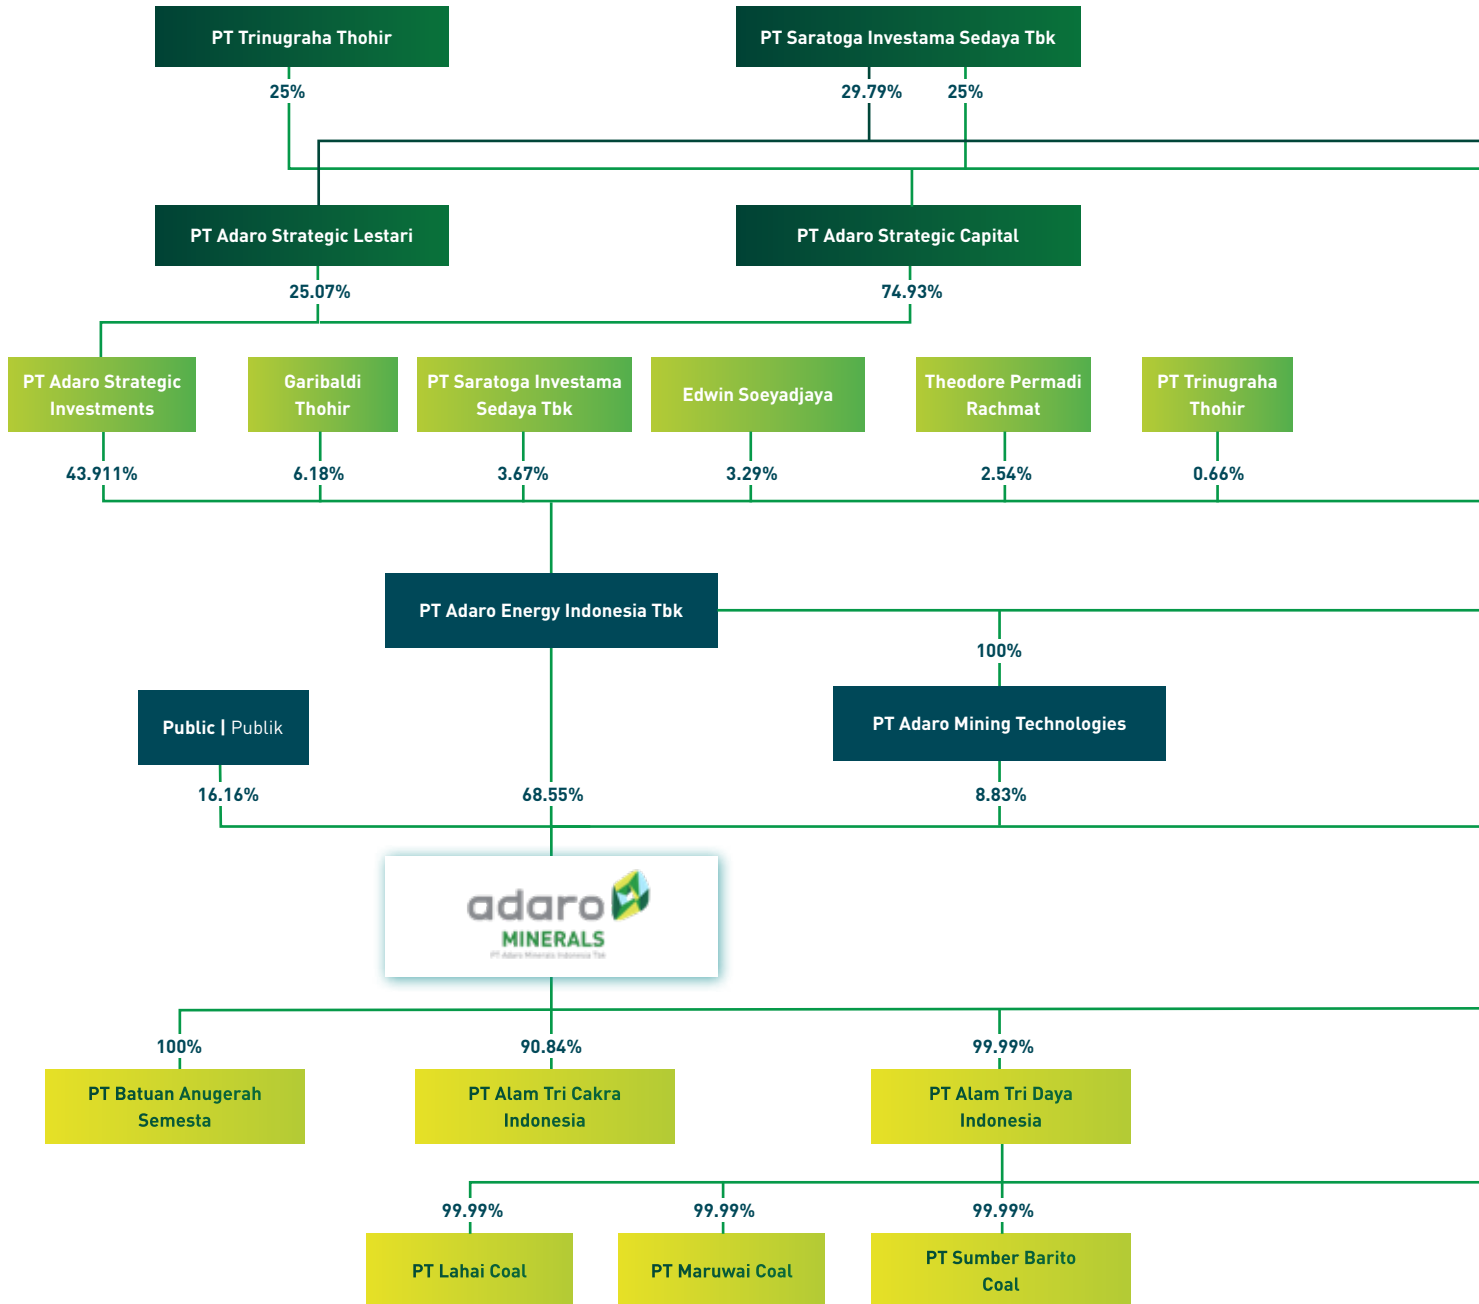 PT Trinugraha Thohir
PT Saratoga Investama Sedaya Tbk
25%
29.79%
25%
PT Adaro Strategic Lestari
PT Adaro Strategic Capital
25.07%
74.93%
PT Adaro Strategic
Investments
Garibaldi
Thohir
PT Saratoga Investama
Sedaya Tbk
Edwin Soeyadjaya
Theodore Permadi
Rachmat
PT Trinugraha
Thohir
43.911%
6.18%
3.67%
3.29%
2.54%
0.66%
PT Adaro Energy Indonesia Tbk
100%
Public | Publik
PT Adaro Mining Technologies
16.16%
68.55%
8.83%
adaro
MINERALS
PT Adaro Minerals Indonesia Tbk
100%
90.84%
99.99%
PT Batuan Anugerah
Semesta
PT Alam Tri Cakra
Indonesia
PT Alam Tri Daya
Indonesia
99.99%
99.99%
99.99%
PT Lahai Coal
PT Maruwai Coal
PT Sumber Barito
Coal